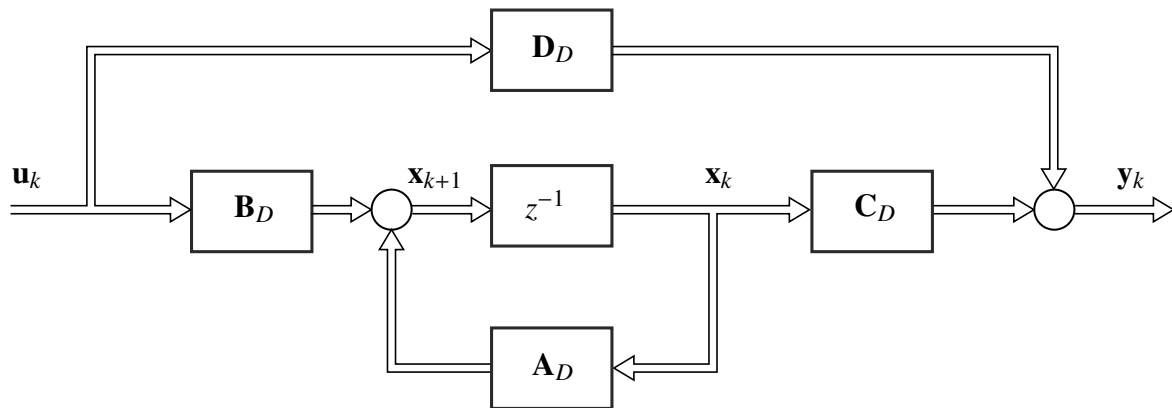 𝐃_D
𝐮_k
𝐁_D
𝐱_{k+1}
z^{-1}
𝐱_k
𝐂_D
𝐲_k
𝐀_D